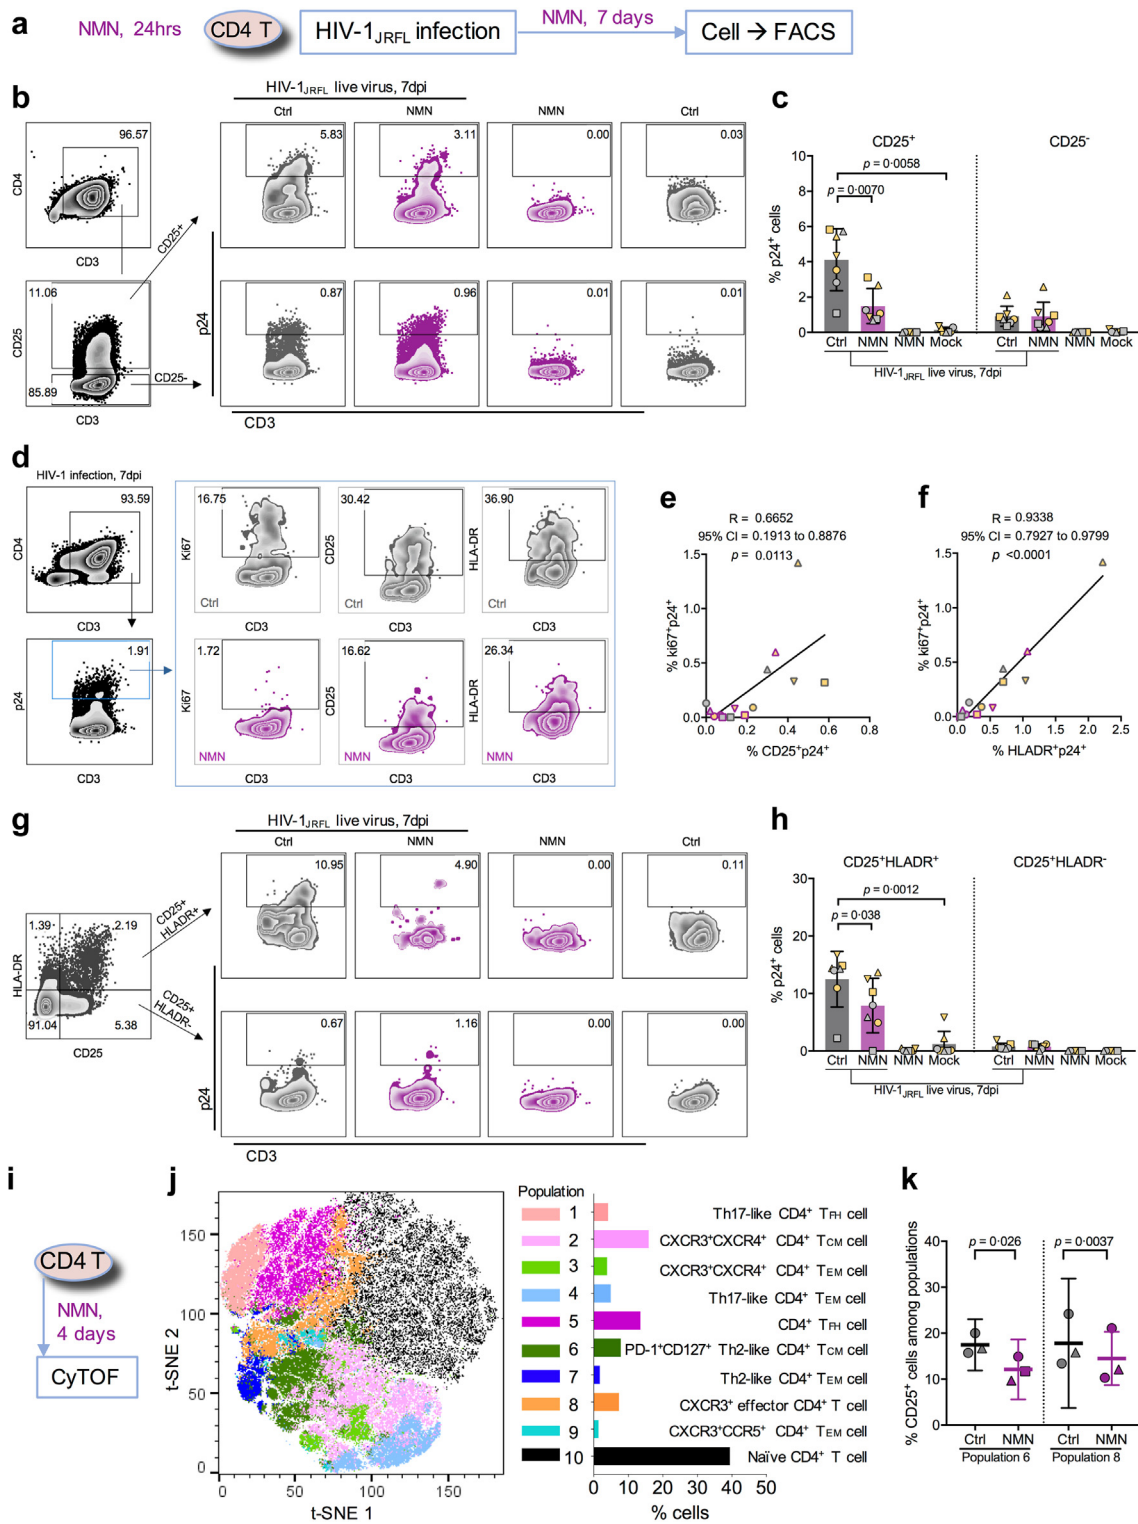 a
NMN, 24hrs
CD4 T
HIV-1JRFL infection
NMN, 7 days
Cell → FACS
b
HIV-1JRFL live virus, 7dpi
Ctrl
NMN
NMN
Ctrl
96.57
CD4
CD3
5.83
3.11
0.00
0.03
CD25+
11.06
CD25
85.89
CD3
CD25-
p24
0.87
0.96
0.01
0.01
CD3
c
CD25⁺
CD25⁻
p = 0·0058
p = 0·0070
% p24⁺ cells
10
8
6
4
2
0
Ctrl
NMN
NMN
Mock
Ctrl
NMN
NMN
Mock
HIV-1JRFL live virus, 7dpi
d
HIV-1 infection, 7dpi
93.59
CD4
CD3
1.91
p24
CD3
16.75
Ki67
Ctrl
CD3
30.42
CD25
Ctrl
CD3
36.90
HLA-DR
Ctrl
CD3
1.72
Ki67
NMN
CD3
16.62
CD25
NMN
CD3
26.34
HLA-DR
NMN
CD3
e
R = 0.6652
95% CI = 0.1913 to 0.8876
p = 0.0113
% ki67⁺p24⁺
1.5
1.0
0.5
0.0
0.0
0.2
0.4
0.6
0.8
% CD25⁺p24⁺
f
R = 0.9338
95% CI = 0.7927 to 0.9799
p <0.0001
% ki67⁺p24⁺
1.5
1.0
0.5
0.0
0.0
0.5
1.0
1.5
2.0
2.5
% HLADR⁺p24⁺
g
HIV-1JRFL live virus, 7dpi
Ctrl
NMN
NMN
Ctrl
1.39
2.19
HLA-DR
91.04
5.38
CD25
CD25+
HLADR+
CD25+
HLADR-
10.95
4.90
0.00
0.11
p24
0.67
1.16
0.00
0.00
CD3
h
CD25⁺HLADR⁺
CD25⁺HLADR⁻
p = 0·0012
p = 0·038
% p24⁺ cells
30
20
10
0
Ctrl
NMN
NMN
Mock
Ctrl
NMN
NMN
Mock
HIV-1JRFL live virus, 7dpi
i
CD4 T
NMN,
4 days
CyTOF
j
t-SNE 2
150
100
50
0
0
50
100
150
t-SNE 1
Population
1 Th17-like CD4⁺ TFH cell
2 CXCR3⁺CXCR4⁺ CD4⁺ TCM cell
3 CXCR3⁺CXCR4⁺ CD4⁺ TEM cell
4 Th17-like CD4⁺ TEM cell
5 CD4⁺ TFH cell
6 PD-1⁺CD127⁺ Th2-like CD4⁺ TCM cell
7 Th2-like CD4⁺ TEM cell
8 CXCR3⁺ effector CD4⁺ T cell
9 CXCR3⁺CCR5⁺ CD4⁺ TEM cell
10 Naïve CD4⁺ T cell
0 10 20 30 40 50
% cells
k
% CD25⁺ cells among populations
40
30
20
10
0
p = 0·026
p = 0·0037
Ctrl
NMN
Ctrl
NMN
Population 6
Population 8